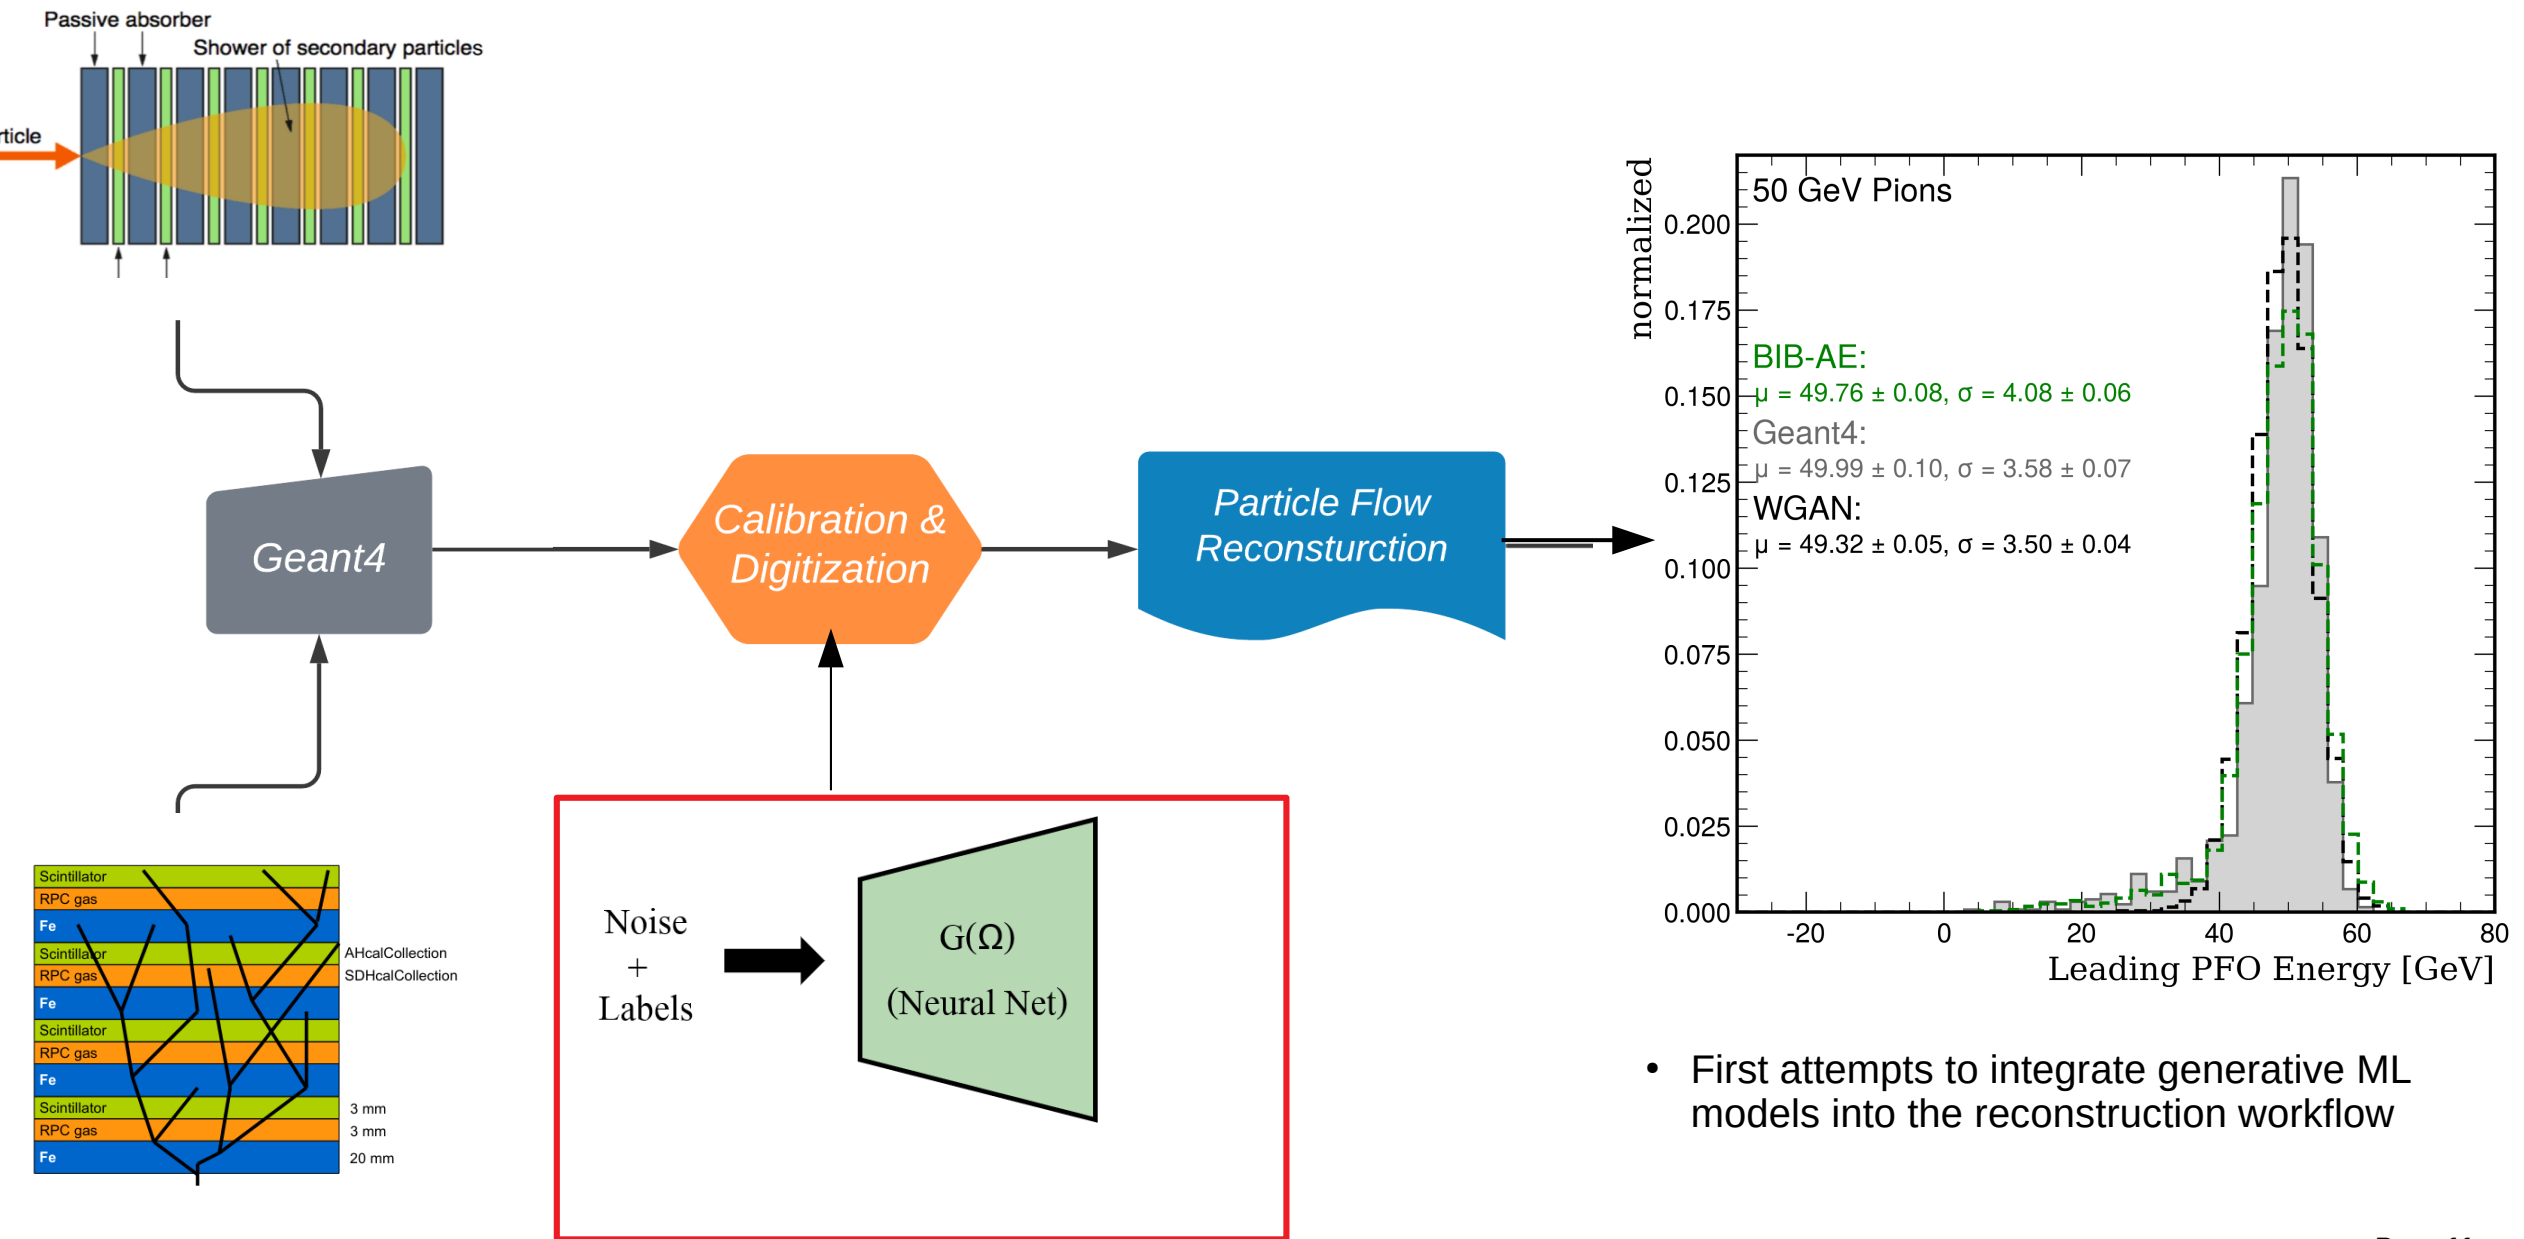 Passive absorber
Shower of secondary particles
Geant4
Scintillator
RPC gas
Fe
Scintillator
RPC gas
Fe
Scintillator
RPC gas
Fe
Scintillator
RPC gas
Fe
AHcalCollection
SDHcalCollection
3 mm
3 mm
20 mm
Calibration &
Digitization
Particle Flow
Reconsturction
Noise
+
Labels
G(Ω)
(Neural Net)
normalized
50 GeV Pions
BIB-AE:
μ = 49.76 ± 0.08, σ = 4.08 ± 0.06
Geant4:
μ = 49.99 ± 0.10, σ = 3.58 ± 0.07
WGAN:
μ = 49.32 ± 0.05, σ = 3.50 ± 0.04
0.200
0.175
0.150
0.125
0.100
0.075
0.050
0.025
0.000
-20 0 20 40 60 80
Leading PFO Energy [GeV]
• First attempts to integrate generative ML
models into the reconstruction workflow